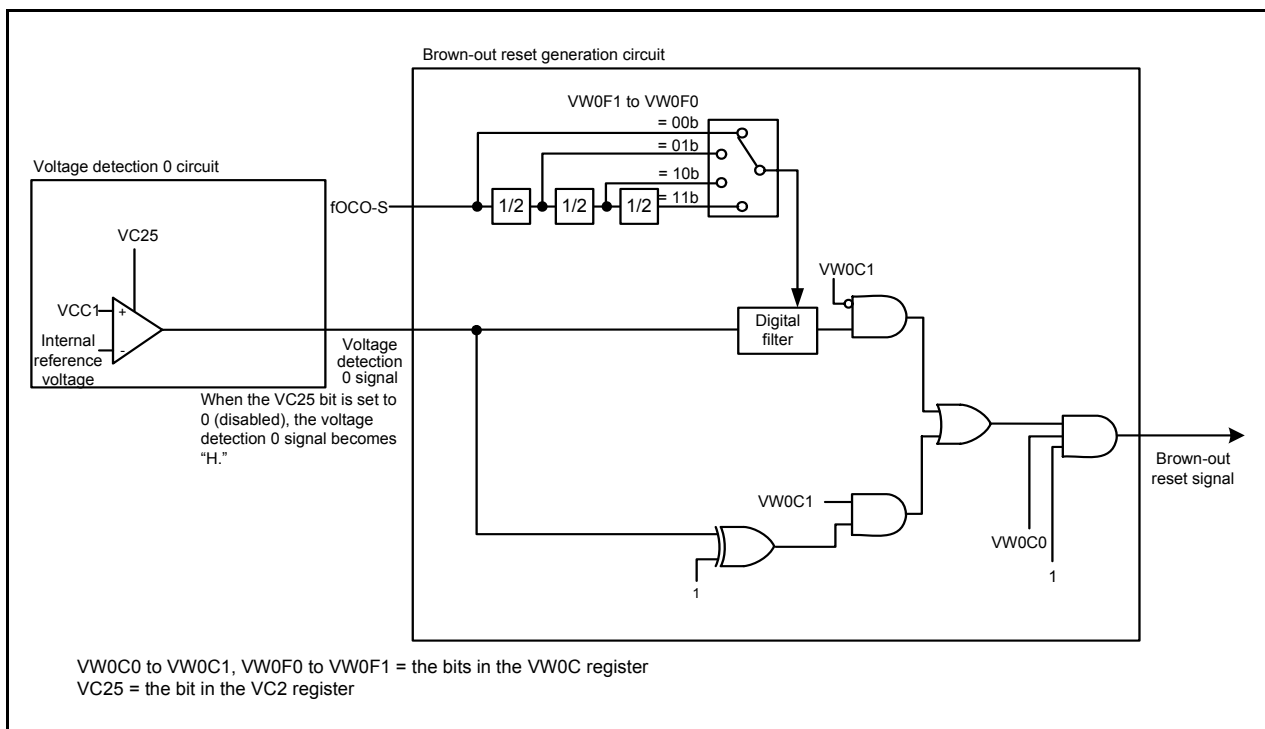 Brown-out reset generation circuit
VW0F1 to VW0F0
= 00b
= 01b
= 10b
= 11b
Voltage detection 0 circuit
fOCO-S
1/2
1/2
1/2
VC25
VCC1
+
-
Internal
reference
voltage
Voltage
detection
0 signal
When the VC25 bit is set to
0 (disabled), the voltage
detection 0 signal becomes
“H.”
VW0C1
Digital
filter
VW0C1
1
VW0C0
1
Brown-out
reset signal
VW0C0 to VW0C1, VW0F0 to VW0F1 = the bits in the VW0C register
VC25 = the bit in the VC2 register